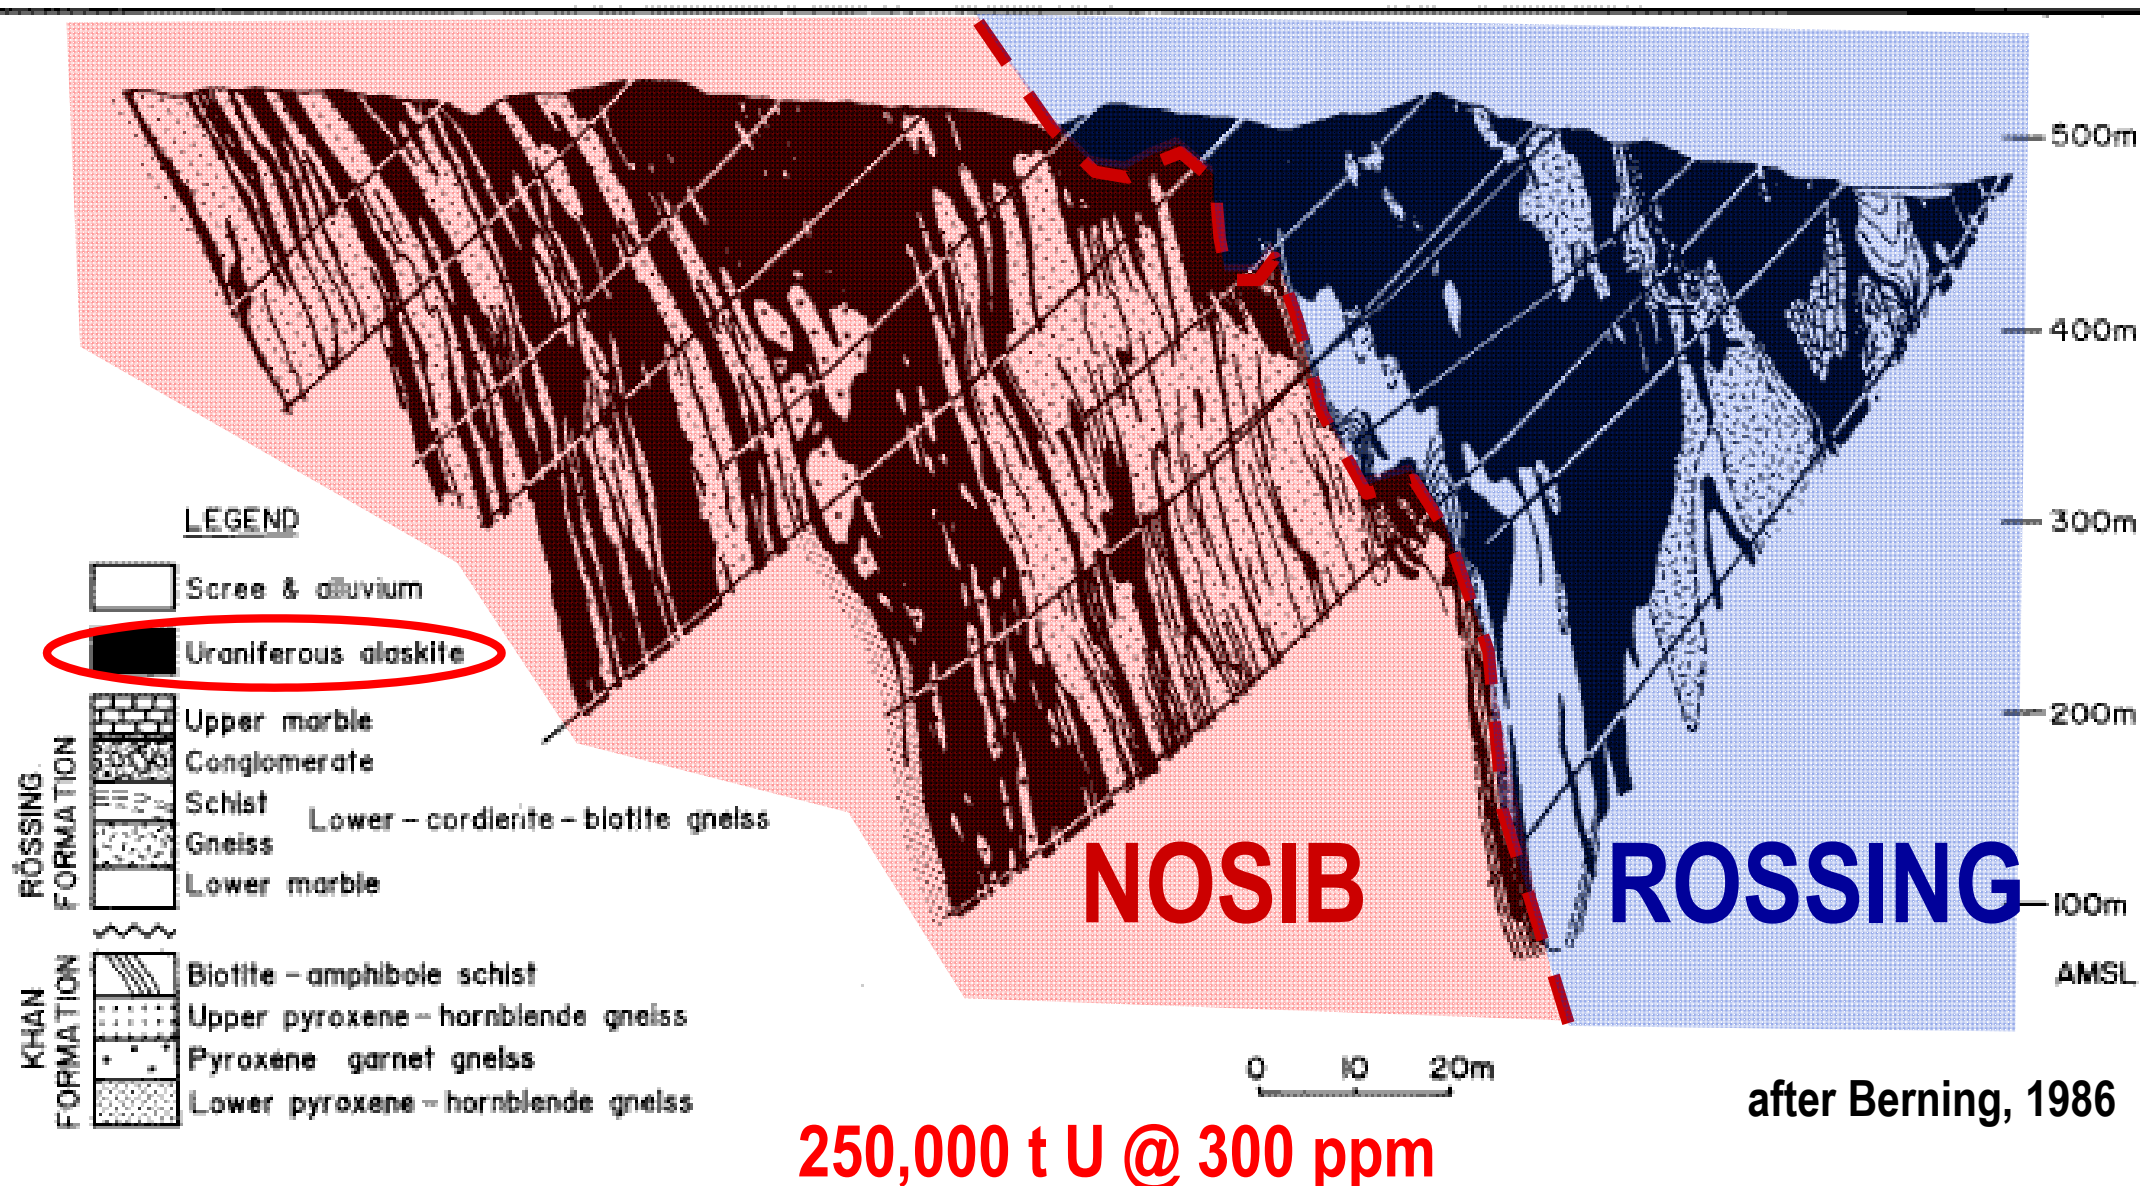 500m
400m
300m
200m
100m
AMSL
LEGEND
Scree & alluvium
Uraniferous alaskite
RÖSSING FORMATION
Upper marble
Conglomerate
Schist
Lower - cordierite - biotite gneiss
Gneiss
Lower marble
KHAN FORMATION
Biotite - amphibole schist
Upper pyroxene - hornblende gneiss
Pyroxene garnet gneiss
Lower pyroxene - hornblende gneiss
NOSIB
ROSSING
0 10 20m
after Berning, 1986
250,000 t U @ 300 ppm